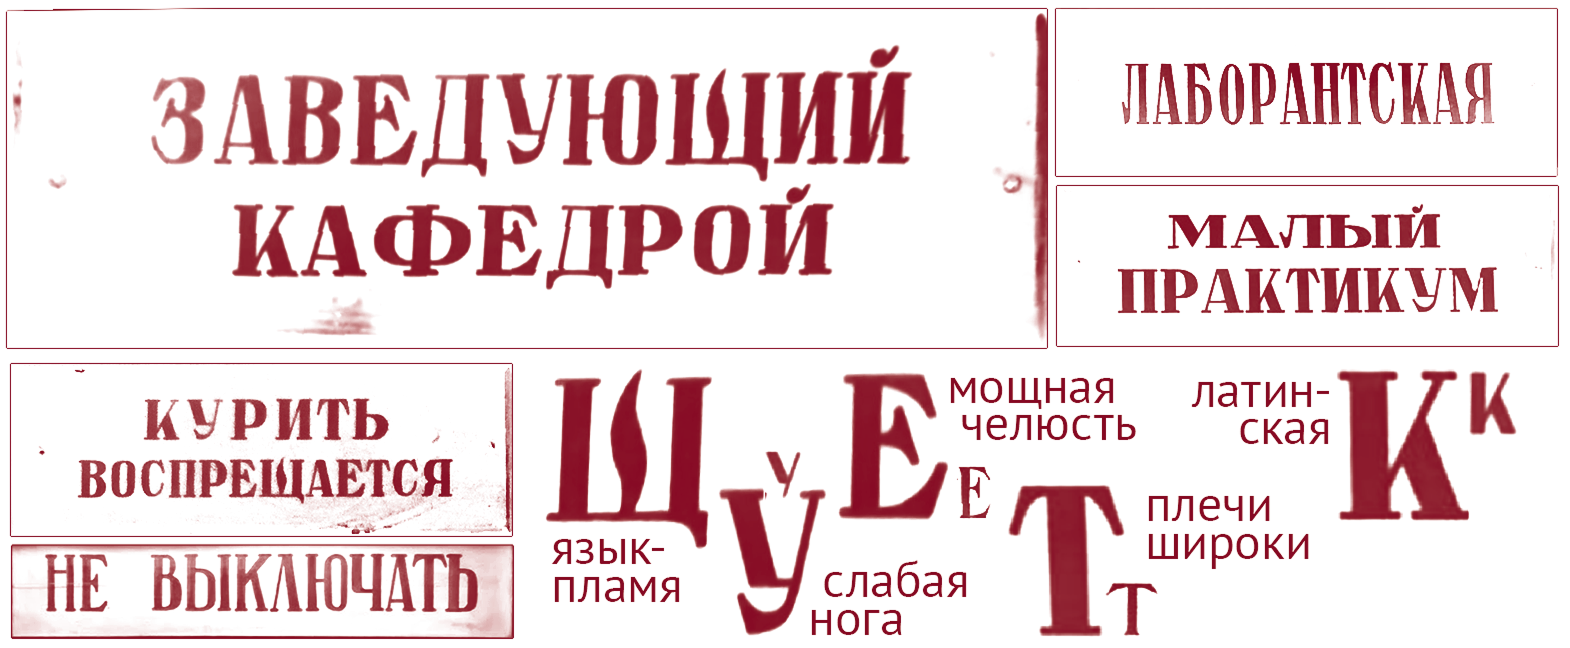 ЗАВЕДУЮЩИЙ
КАФЕДРОЙ
ЛАБОРАНТСКАЯ
МАЛЫЙ
ПРАКТИКУМ
КУРИТЬ
ВОСПРЕЩАЕТСЯ
НЕ ВЫКЛЮЧАТЬ
Щ
язык-
пламя
У У
слабая
нога
Е Е
мощная
челюсть
Т Т
плечи
широки
латин-
ская
К К